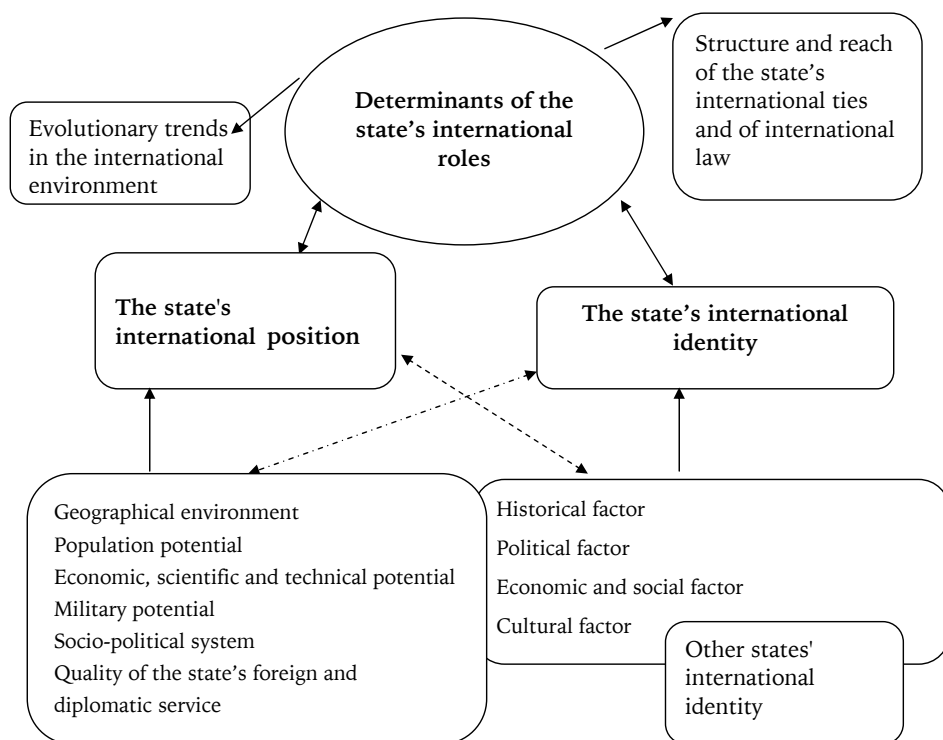 Determinants of the
state’s international
roles
Structure and reach
of the state’s
international ties
and of international
law
Evolutionary trends
in the international
environment
The state's
international position
The state’s international
identity
Geographical environment
Population potential
Economic, scientific and technical potential
Military potential
Socio-political system
Quality of the state’s foreign and
diplomatic service
Historical factor
Political factor
Economic and social factor
Cultural factor
Other states'
international
identity